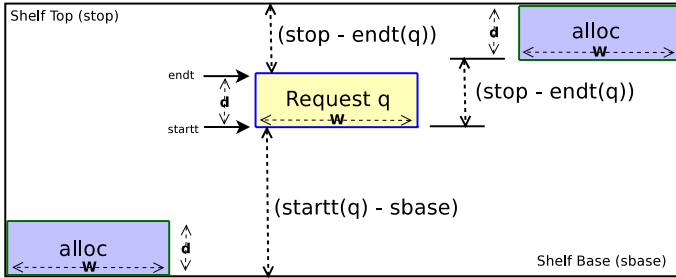 Shelf Top (stop)
(stop - endt(q))
d
alloc
W
endt
startt
d
Request q
W
(stop - endt(q))
(startt(q) - sbase)
alloc
W
d
Shelf Base (sbase)